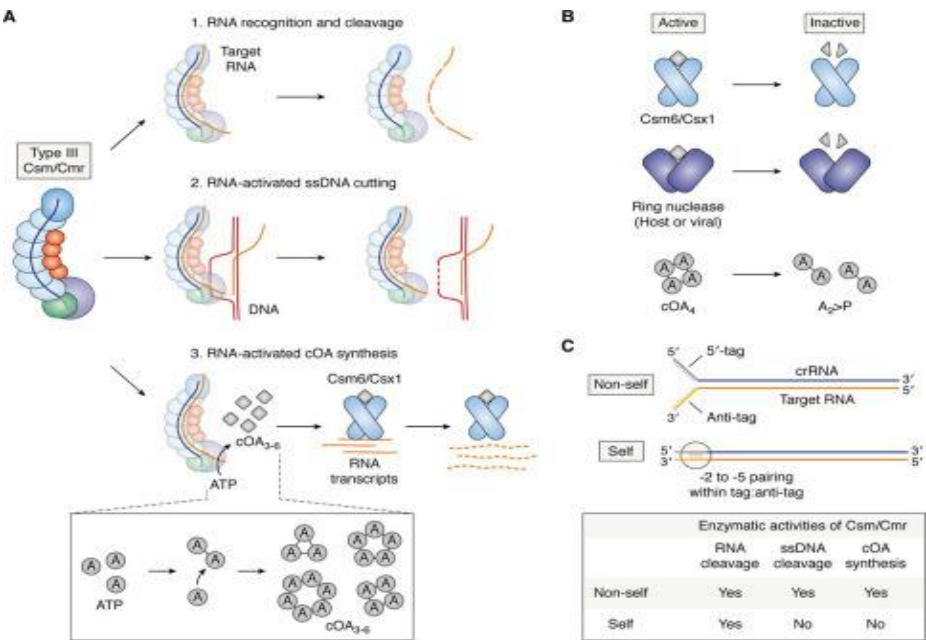 A
1. RNA recognition and cleavage
Target
RNA
Type III
Csm/Cmr
2. RNA-activated ssDNA cutting
DNA
3. RNA-activated cOA synthesis
Csm6/Csx1
cOA3-6
ATP
RNA
transcripts
A A A
ATP
A A A
A A A
A A A A A
A A A A A A
A A A A
cOA3-6
B
Active
Inactive
Csm6/Csx1
Ring nuclease
(Host or viral)
A A A A
cOA4
A A A A
A2>P
C
5′
5′-tag
crRNA
3′
Non-self
Target RNA
5′
3′
Anti-tag
Self
5′
3′
3′
5′
-2 to -5 pairing
within tag:anti-tag
Enzymatic activities of Csm/Cmr
RNA cleavage ssDNA cleavage cOA synthesis
Non-self Yes Yes Yes
Self Yes No No